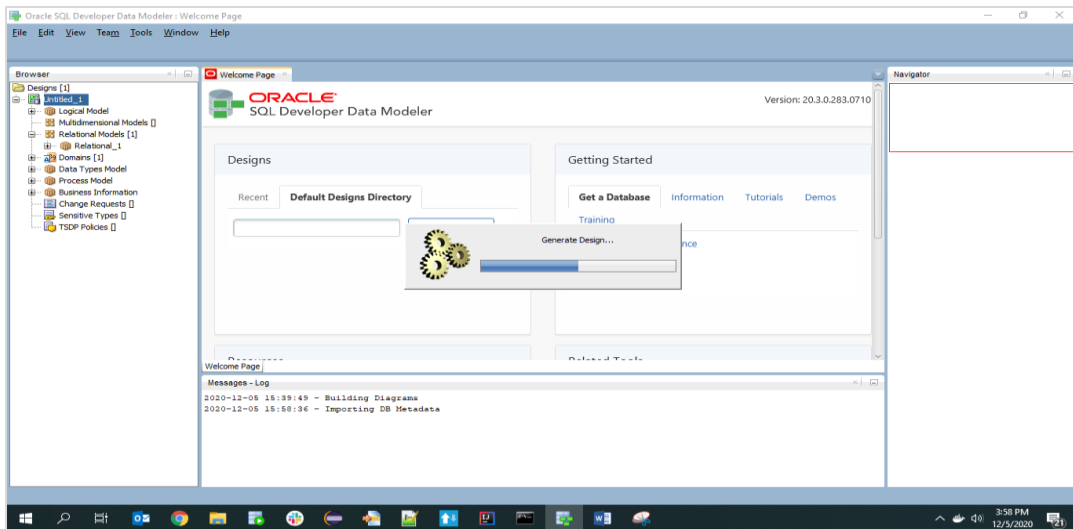 Oracle SQL Developer Data Modeler : Welcome Page
File Edit View Team Tools Window Help
Browser
Designs [1]
Untitled_1
Logical Model
Multidimensional Models []
Relational Models [1]
Relational_1
Domains [1]
Data Types Model
Process Model
Business Information
Change Requests []
Sensitive Types []
TSDP Policies []
Welcome Page
ORACLE
SQL Developer Data Modeler
Version: 20.3.0.283.0710
Designs
Recent Default Designs Directory
Getting Started
Get a Database Information Tutorials Demos
Training
Generate Design...
Welcome Page
Messages - Log
2020-12-05 15:39:49 - Building Diagrams
2020-12-05 15:58:36 - Importing DB Metadata
Navigator
3:58 PM
12/5/2020
21